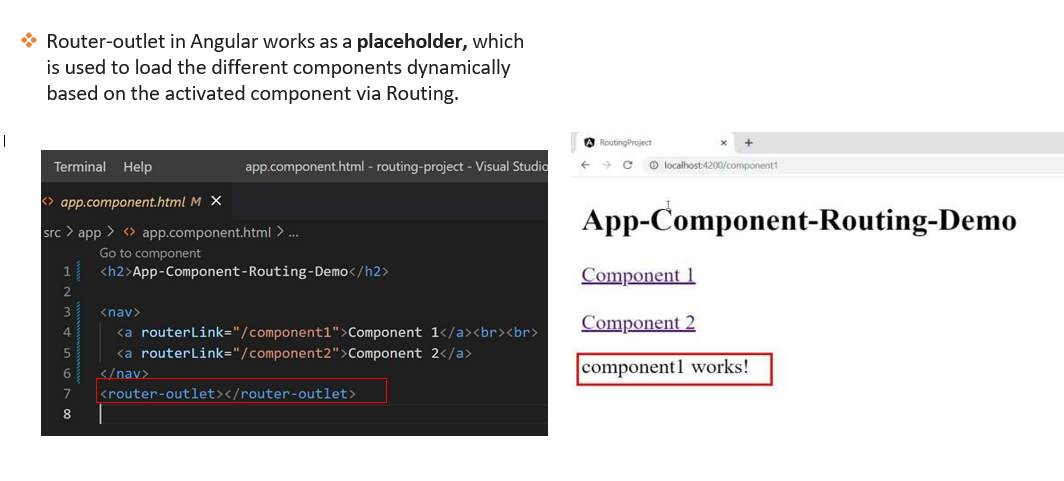 Router-outlet in Angular works as a placeholder, which
is used to load the different components dynamically
based on the activated component via Routing.
Terminal Help app.component.html - routing-project - Visual Studio
<> app.component.html M ×
src > app > <> app.component.html > ...
Go to component
1 <h2>App-Component-Routing-Demo</h2>
2
3 <nav>
4 <a routerLink="/component1">Component 1</a><br><br>
5 <a routerLink="/component2">Component 2</a>
6 </nav>
7 <router-outlet></router-outlet>
8
RoutingProject × +
localhost:4200/component1
App-Component-Routing-Demo
Component 1
Component 2
component1 works!